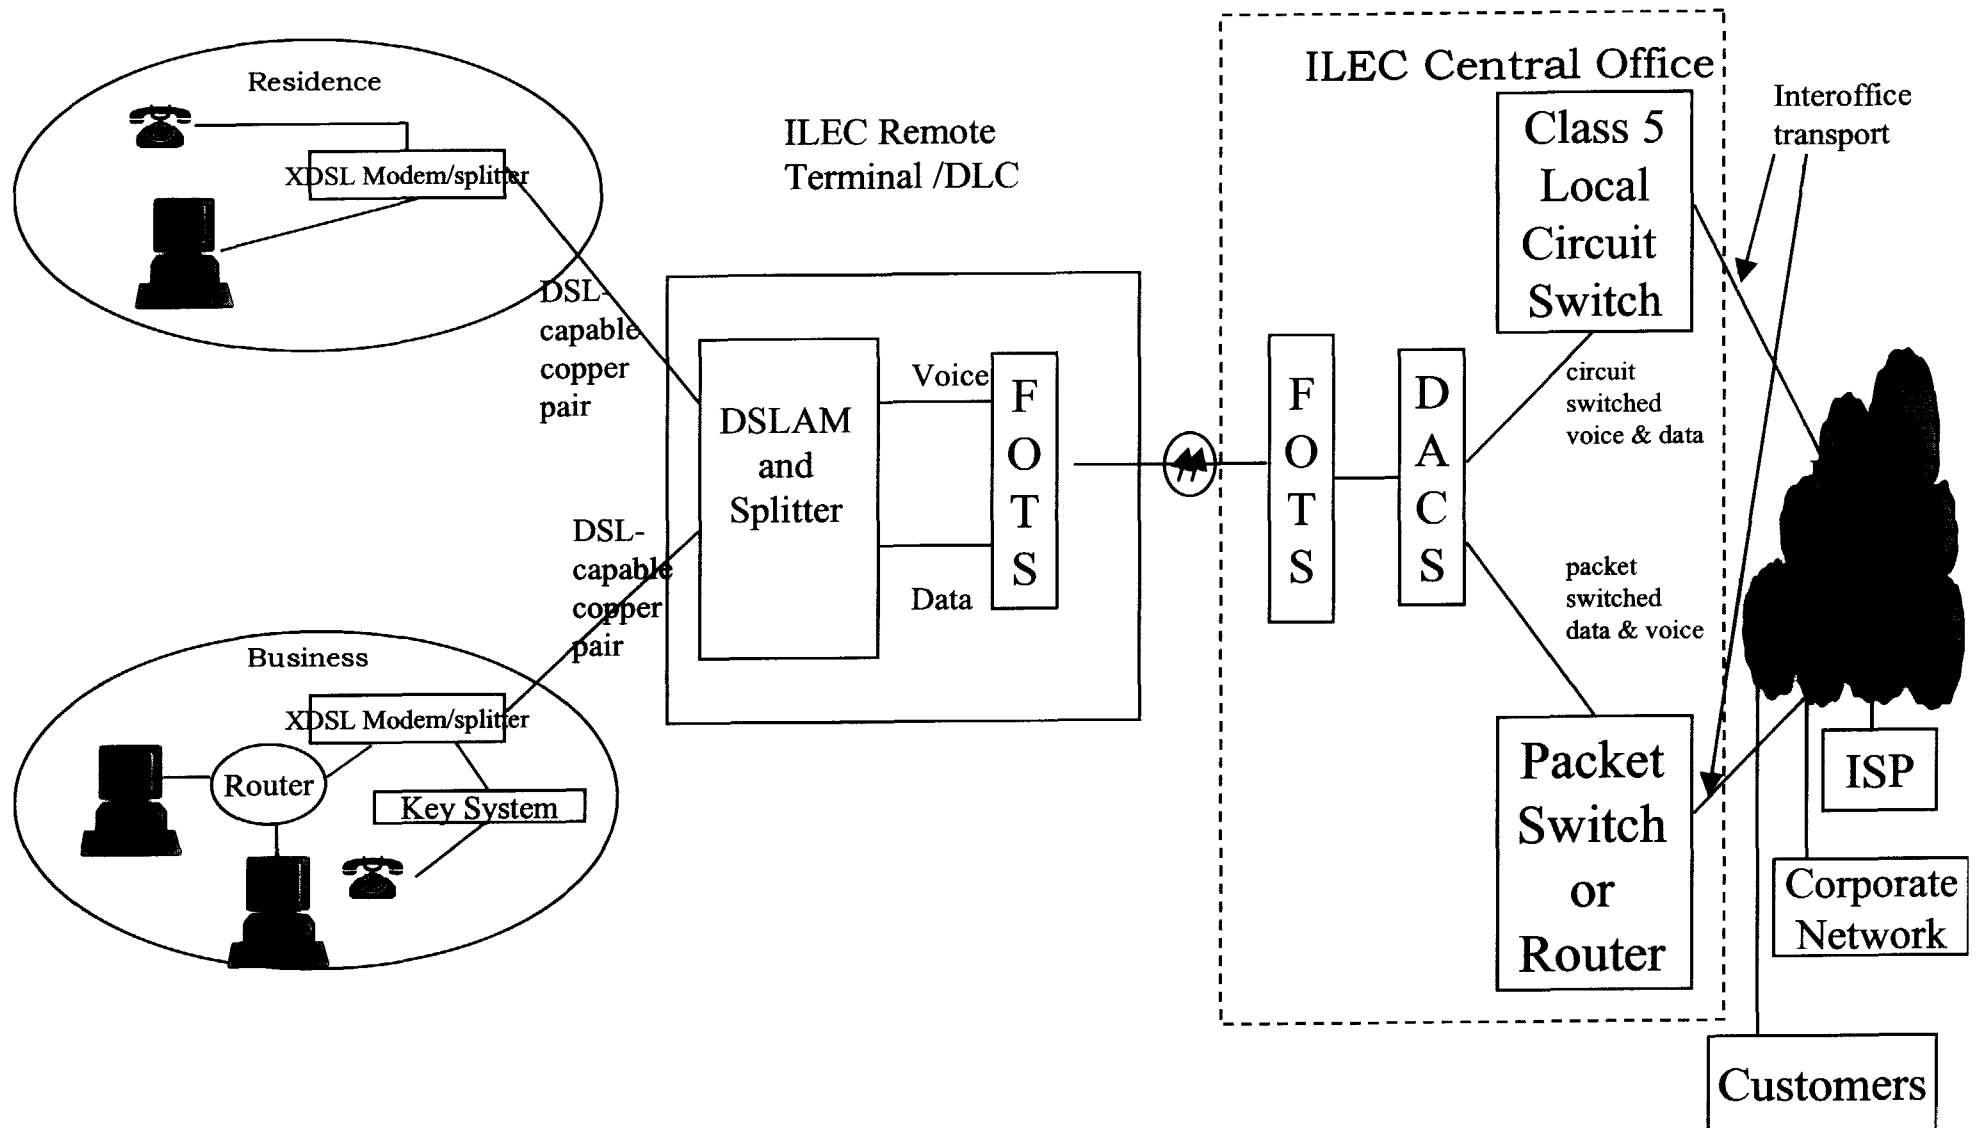 ILEC Central Office
Residence
XDSL Modem/splitter
ILEC Remote
Terminal /DLC
DSL-
capable
copper
pair
DSL-
capable
copper
pair
Business
XDSL Modem/splitter
Router
Key System
DSLAM
and
Splitter
Voice
Data
F
O
T
S
F
O
T
S
D
A
C
S
Class 5
Local
Circuit
Switch
circuit
switched
voice & data
packet
switched
data & voice
Packet
Switch
or
Router
Interoffice
transport
ISP
Corporate
Network
Customers